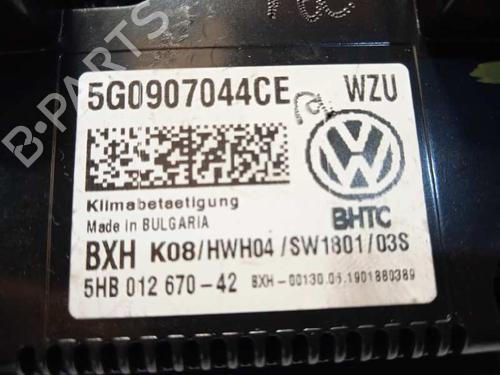 5G0907044CE WZU
Klimabetaetigung
Made in BULGARIA
BHTC
BXH K08/HWH04/SW1801/03S
5HB 012 670-42 BXH-00130.06.1901880389
B-PARTS